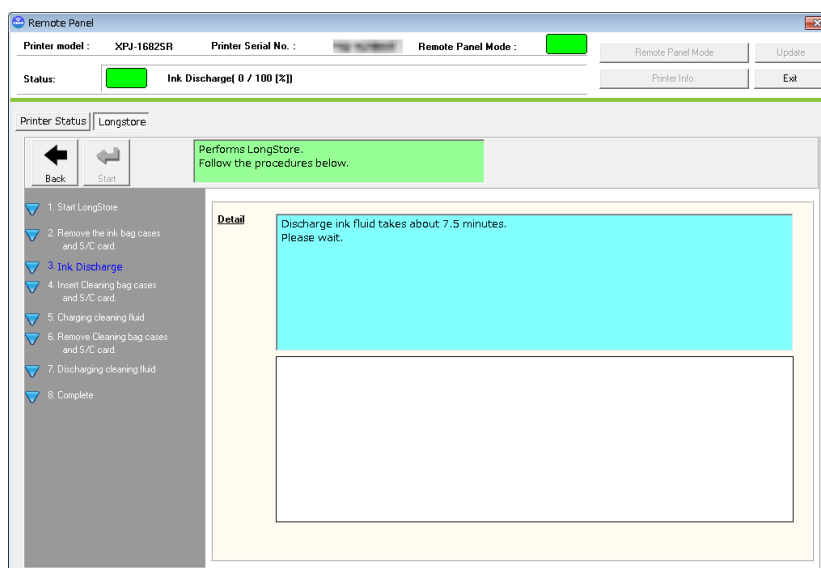 Remote Panel
Printer model : XPJ-1682SR Printer Serial No. : Remote Panel Mode :
Remote Panel Mode Update
Status: Ink Discharge( 0 / 100 [%])
Printer Info. Exit
Printer Status Longstore
Performs LongStore.
Follow the procedures below.
Back Start
1. Start LongStore
2. Remove the ink bag cases
and S/C card.
3. Ink Discharge
4. Insert Cleaning bag cases
and S/C card.
5. Charging cleaning fluid
6. Remove Cleaning bag cases
and S/C card.
7. Discharging cleaning fluid
8. Complete
Detail
Discharge ink fluid takes about 7.5 minutes.
Please wait.